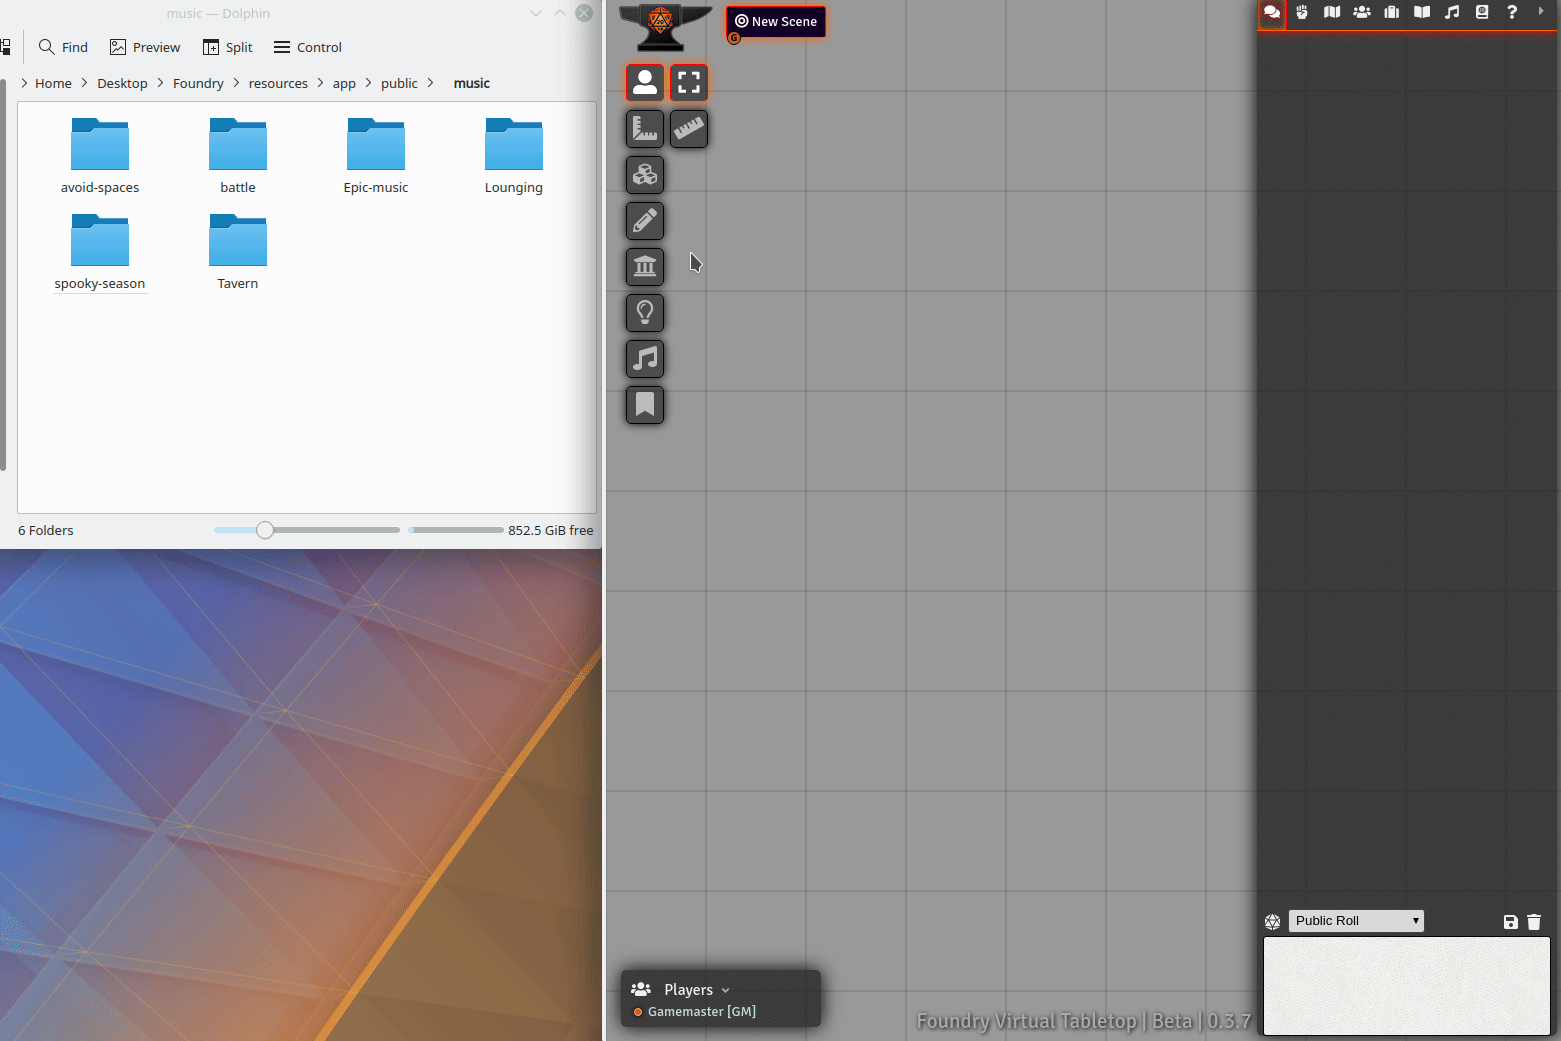 music — Dolphin
Find Preview Split Control
Home Desktop Foundry resources app public music
avoid-spaces battle Epic-music Lounging
spooky-season Tavern
6 Folders 852.5 GiB free
New Scene
G
Public Roll
Players
Gamemaster [GM]
Foundry Virtual Tabletop | Beta | 0.3.7